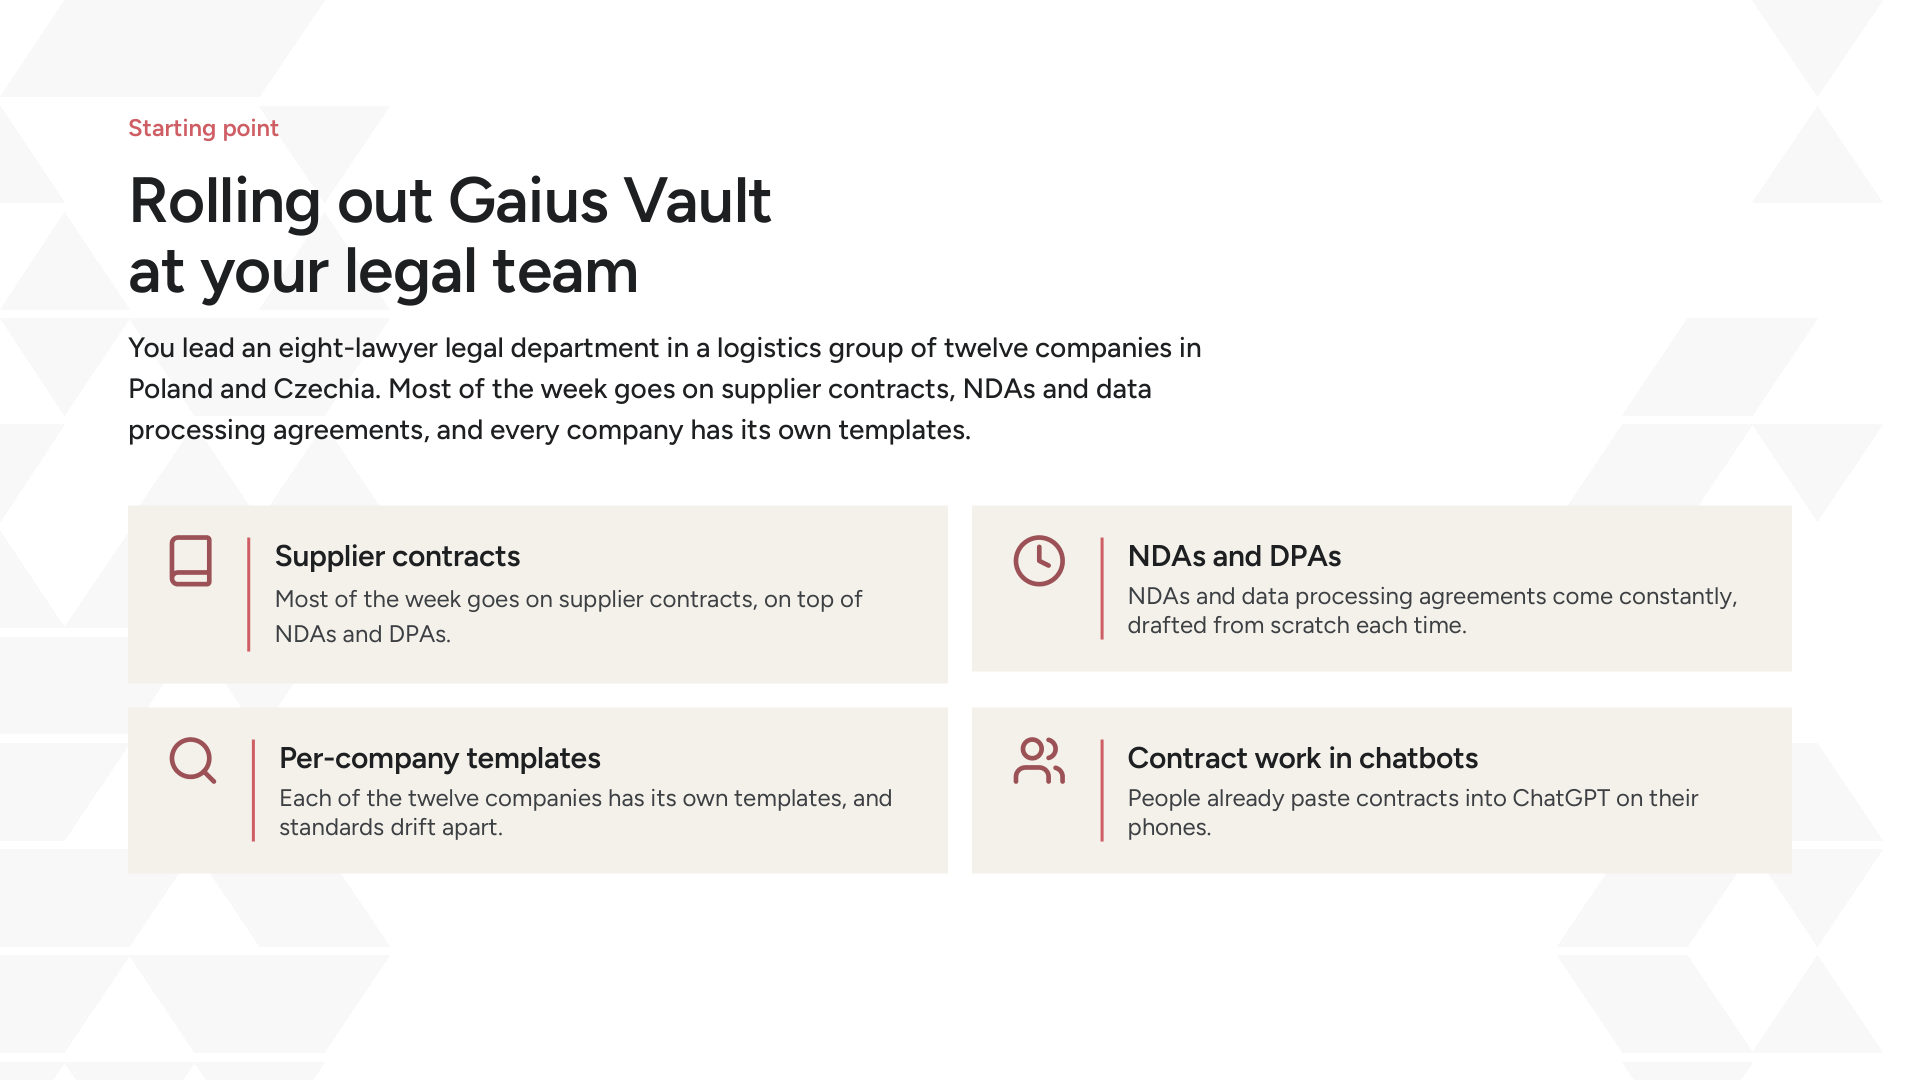 Starting point
Rolling out Gaius Vault
at your legal team
You lead an eight-lawyer legal department in a logistics group of twelve companies in
Poland and Czechia. Most of the week goes on supplier contracts, NDAs and data
processing agreements, and every company has its own templates.
Supplier contracts
Most of the week goes on supplier contracts, on top of
NDAs and DPAs.
NDAs and DPAs
NDAs and data processing agreements come constantly,
drafted from scratch each time.
Per-company templates
Each of the twelve companies has its own templates, and
standards drift apart.
Contract work in chatbots
People already paste contracts into ChatGPT on their
phones.